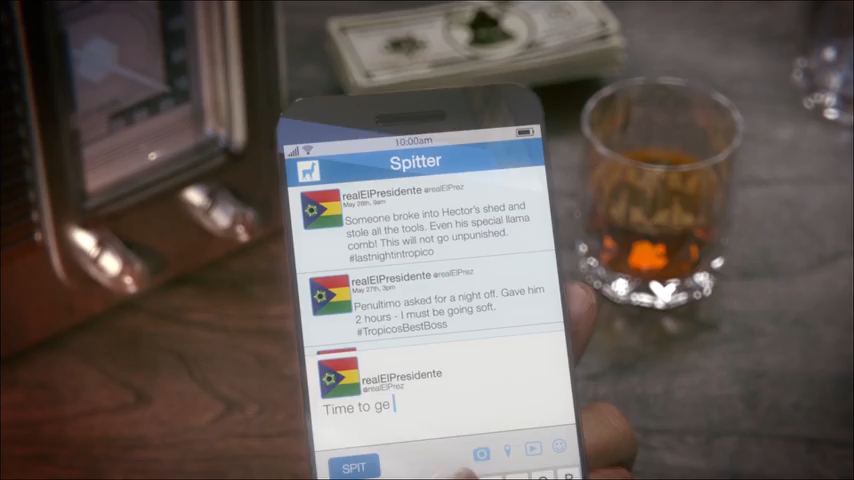 10:00am
Spitter
realElPresidente @realElPrez
May 28th, 9am
Someone broke into Hector's shed and
stole all the tools. Even his special llama
comb! This will not go unpunished.
#lastnightintropico
realElPresidente @realElPrez
May 27th, 3pm
Penultimo asked for a night off. Gave him
2 hours - I must be going soft.
#TropicosBestBoss
realElPresidente
@realElPrez
Time to ge
SPIT